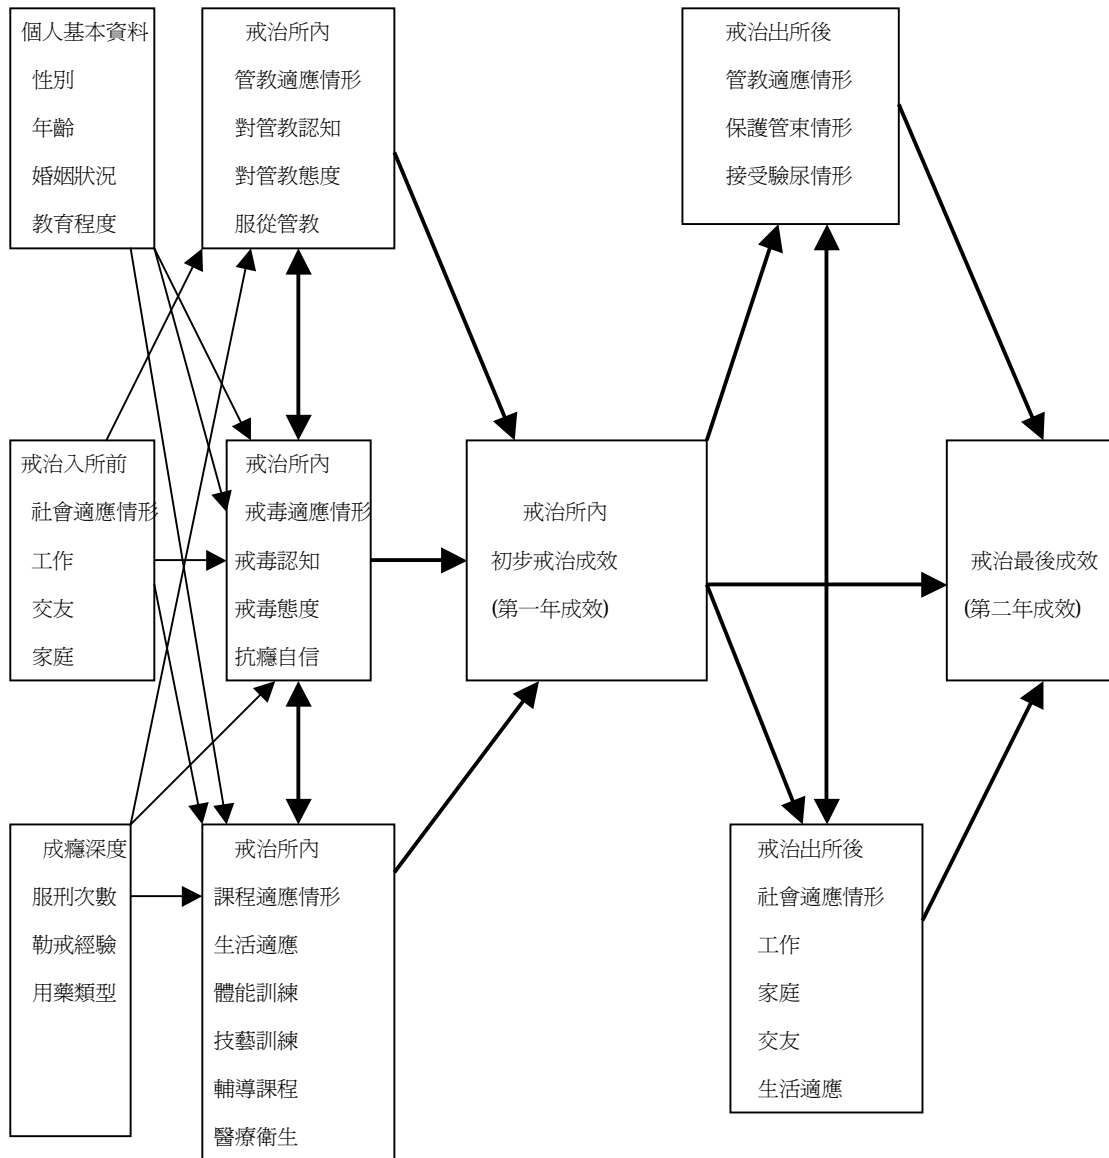 個人基本資料
性別
年齡
婚姻狀況
教育程度
戒治所內
管教適應情形
對管教認知
對管教態度
服從管教
戒治出所後
管教適應情形
保護管束情形
接受驗尿情形
戒治入所前
社會適應情形
工作
交友
家庭
戒治所內
戒毒適應情形
戒毒認知
戒毒態度
抗癮自信
戒治所內
初步戒治成效
(第一年成效)
戒治最後成效
(第二年成效)
成癮深度
服刑次數
勒戒經驗
用藥類型
戒治所內
課程適應情形
生活適應
體能訓練
技藝訓練
輔導課程
醫療衛生
戒治出所後
社會適應情形
工作
家庭
交友
生活適應